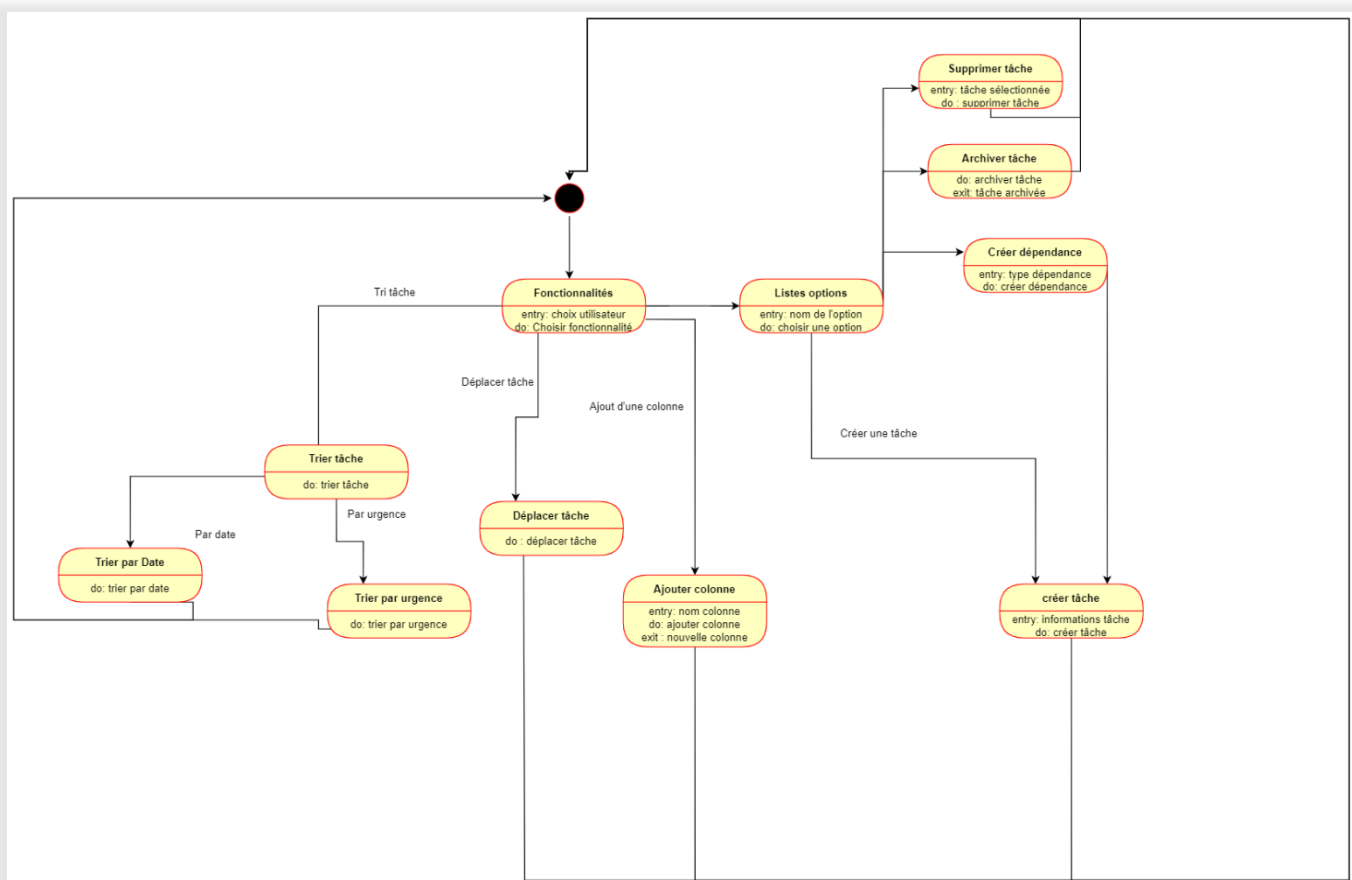 Supprimer tâche
entry: tâche sélectionnée
do : supprimer tâche
Archiver tâche
do: archiver tâche
exit: tâche archivée
Créer dépendance
entry: type dépendance
do: créer dépendance
Tri tâche
Fonctionnalités
entry: choix utilisateur
do: Choisir fonctionnalité
Listes options
entry: nom de l'option
do: choisir une option
Déplacer tâche
Ajout d'une colonne
Créer une tâche
Trier tâche
do: trier tâche
Par urgence
Par date
Déplacer tâche
do : déplacer tâche
Trier par Date
do: trier par date
Trier par urgence
do: trier par urgence
Ajouter colonne
entry: nom colonne
do: ajouter colonne
exit : nouvelle colonne
créer tâche
entry: informations tâche
do: créer tâche